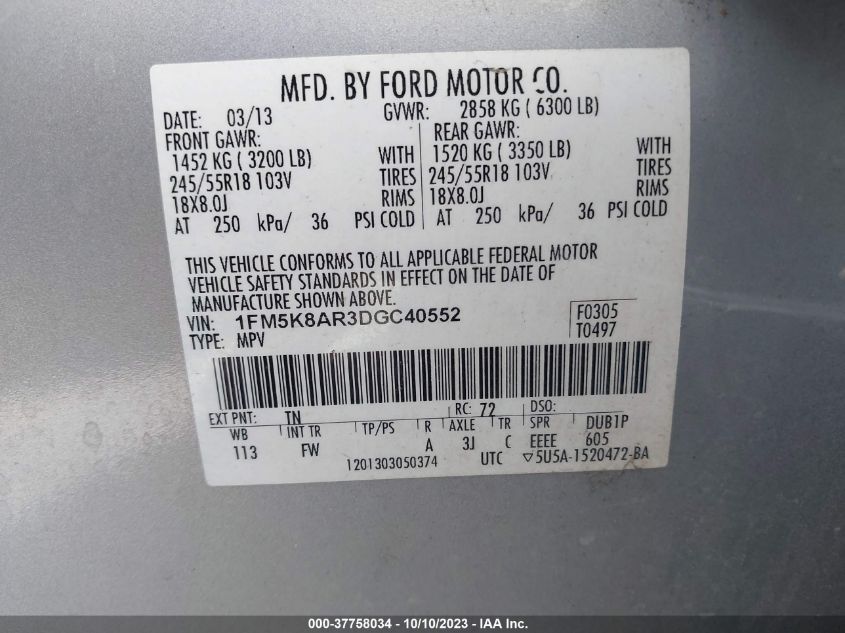 MFD. BY FORD MOTOR CO.
DATE: 03/13 GVWR: 2858 KG ( 6300 LB)
FRONT GAWR: REAR GAWR:
1452 KG ( 3200 LB) WITH 1520 KG ( 3350 LB) WITH
245/55R18 103V TIRES 245/55R18 103V TIRES
18X8.0J RIMS 18X8.0J RIMS
AT 250 kPa/ 36 PSI COLD AT 250 kPa/ 36 PSI COLD
THIS VEHICLE CONFORMS TO ALL APPLICABLE FEDERAL MOTOR
VEHICLE SAFETY STANDARDS IN EFFECT ON THE DATE OF
MANUFACTURE SHOWN ABOVE.
VIN: 1FM5K8AR3DGC40552 F0305
TYPE: MPV T0497
EXT PNT: TN RC: 72 DSO:
WB INT TR TP/PS R AXLE TR SPR DUB1P
113 FW A 3J C EEEE 605
1201303050374 UTC ▽5U5A-1520472-BA
000-37758034 - 10/10/2023 - IAA Inc.